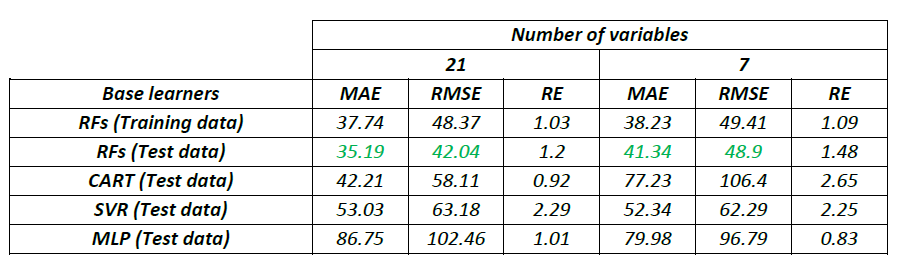 Number of variables
21 7
Base learners MAE RMSE RE MAE RMSE RE
RFs (Training data) 37.74 48.37 1.03 38.23 49.41 1.09
RFs (Test data) 35.19 42.04 1.2 41.34 48.9 1.48
CART (Test data) 42.21 58.11 0.92 77.23 106.4 2.65
SVR (Test data) 53.03 63.18 2.29 52.34 62.29 2.25
MLP (Test data) 86.75 102.46 1.01 79.98 96.79 0.83